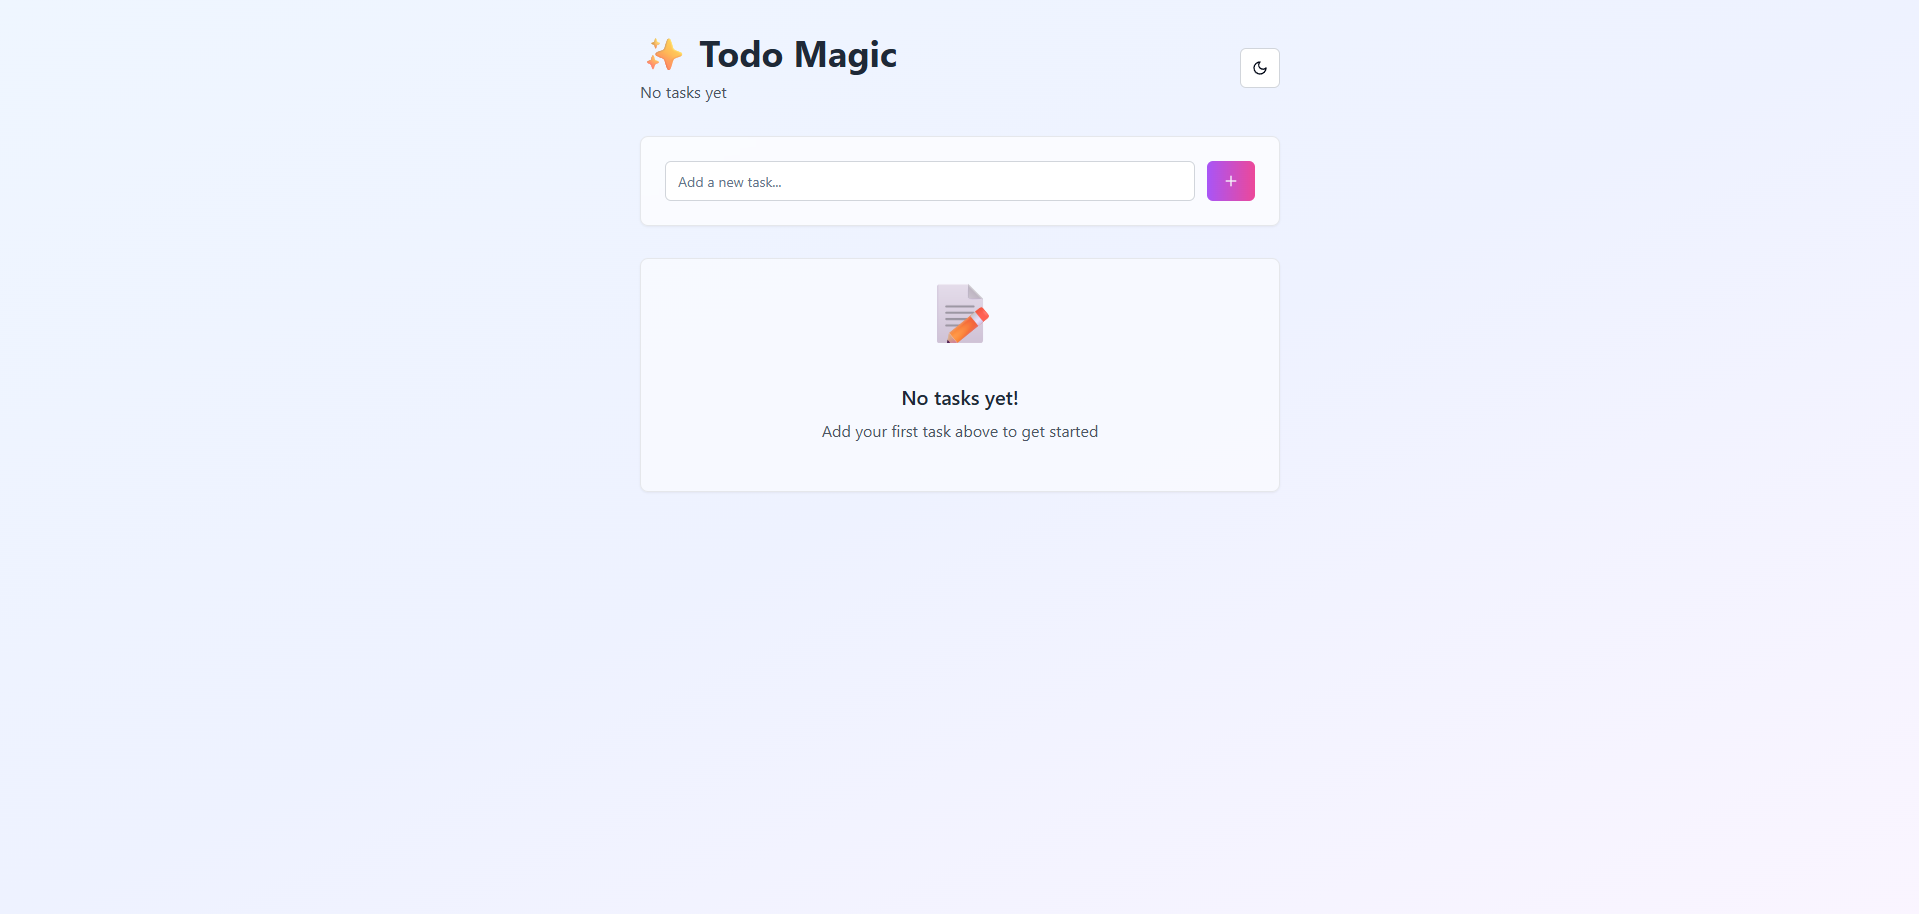 ✨ Todo Magic
No tasks yet
Add a new task...
No tasks yet!
Add your first task above to get started